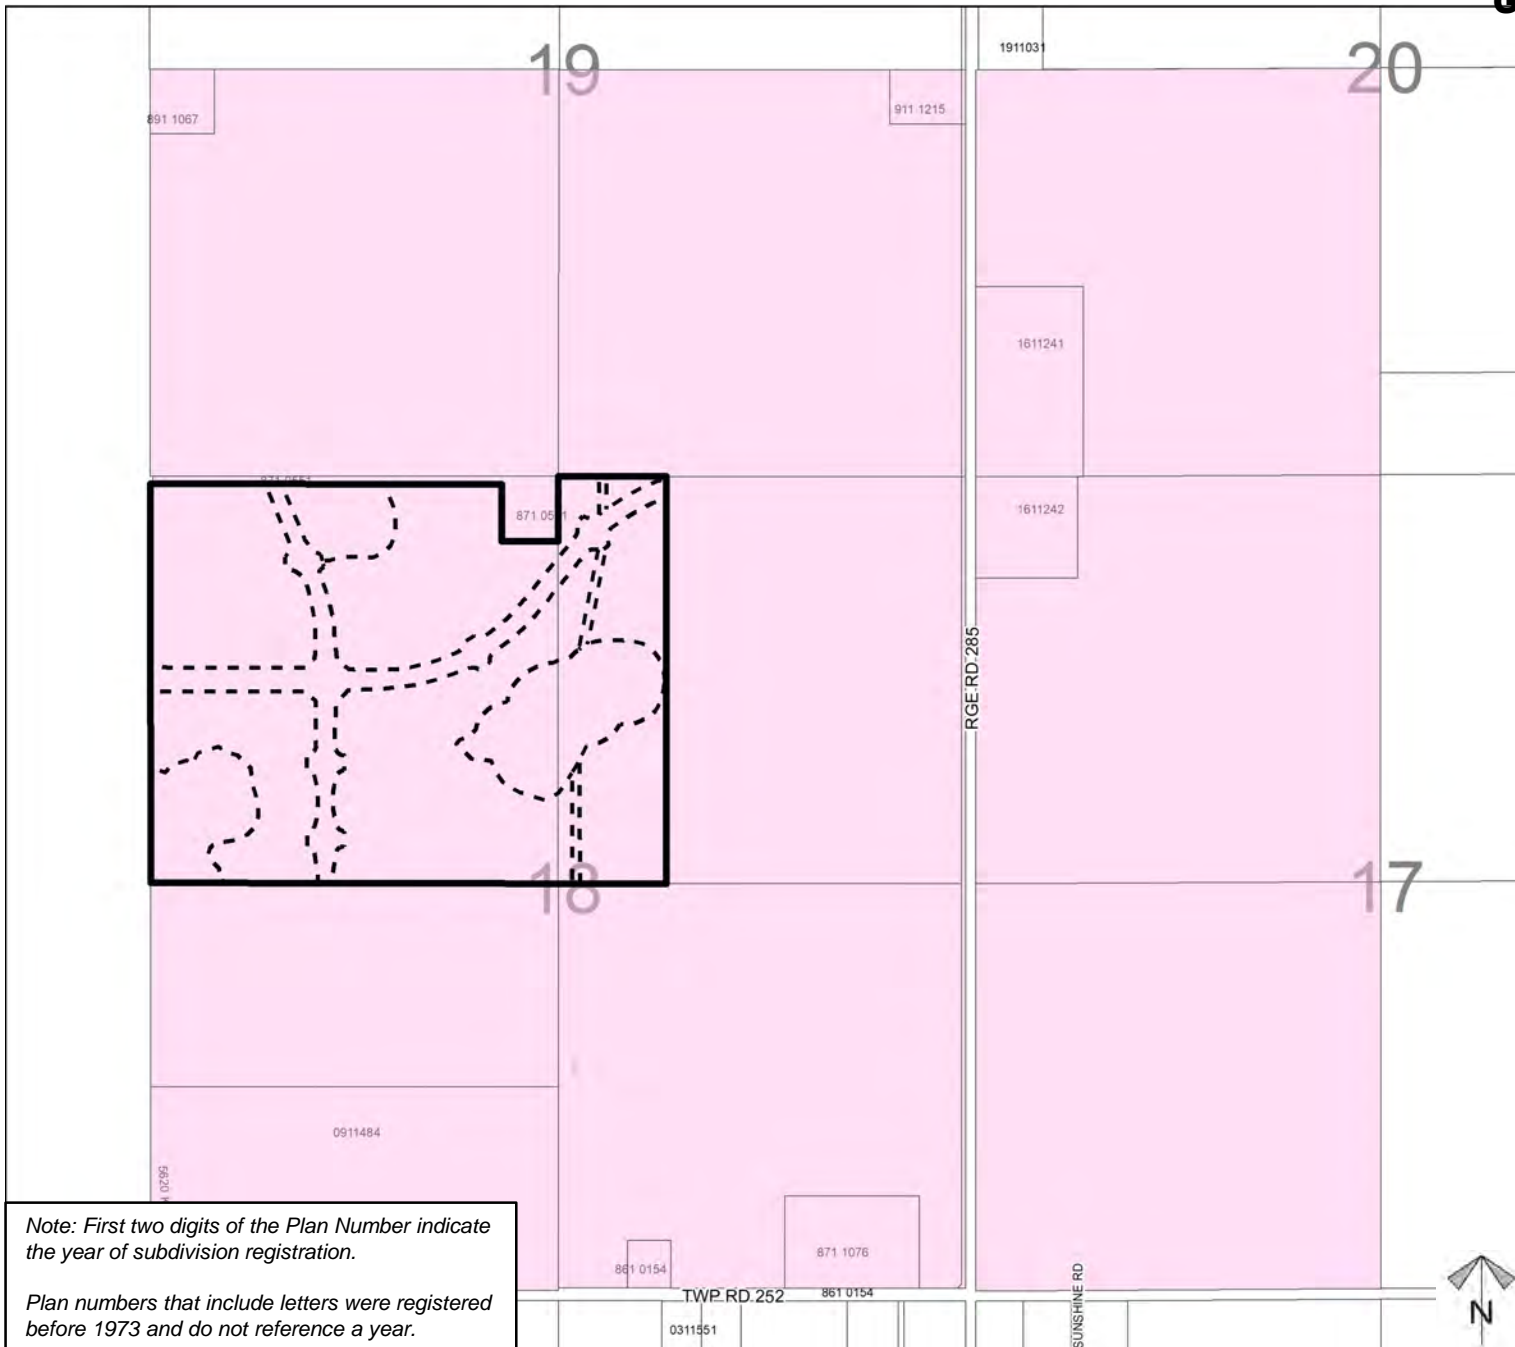 1911031
19
20
891 1067
911 1215
1611241
1611242
RGE RD 285
18
17
0911484
5620
861 0154
871 1076
TWP RD 252
861 0154
0311551
SUNSHINE RD
N
Note: First two digits of the Plan Number indicate
the year of subdivision registration.
Plan numbers that include letters were registered
before 1973 and do not reference a year.